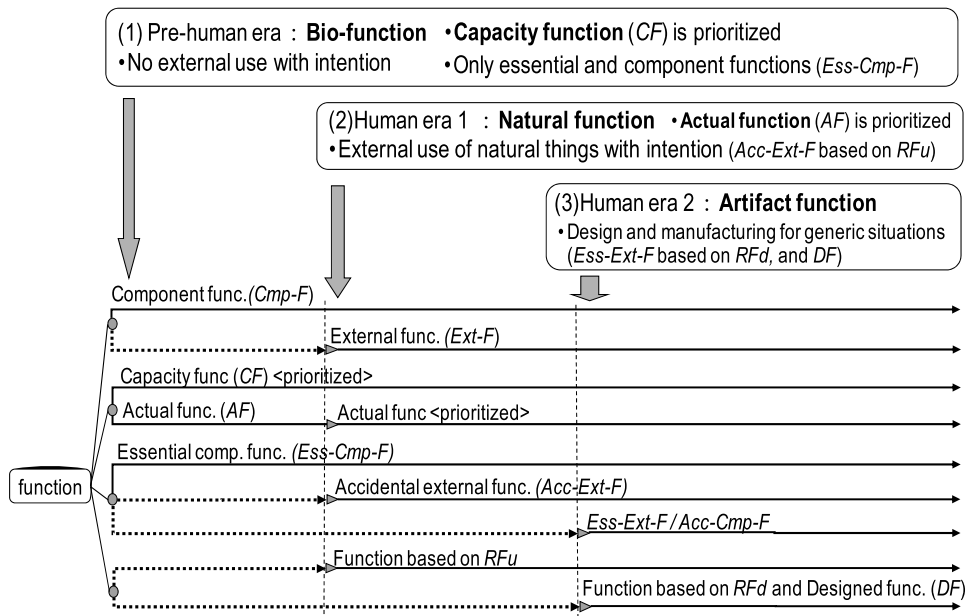 (1) Pre-human era : Bio-function •Capacity function (CF) is prioritized
•No external use with intention •Only essential and component functions (Ess-Cmp-F)
(2)Human era 1 : Natural function •Actual function (AF) is prioritized
•External use of natural things with intention (Acc-Ext-F based on RFu)
(3)Human era 2 : Artifact function
•Design and manufacturing for generic situations
(Ess-Ext-F based on RFd, and DF)
Component func.(Cmp-F)
External func. (Ext-F)
Capacity func (CF) <prioritized>
Actual func. (AF) Actual func <prioritized>
Essential comp. func. (Ess-Cmp-F)
function
Accidental external func. (Acc-Ext-F)
Ess-Ext-F / Acc-Cmp-F
Function based on RFu
Function based on RFd and Designed func. (DF)